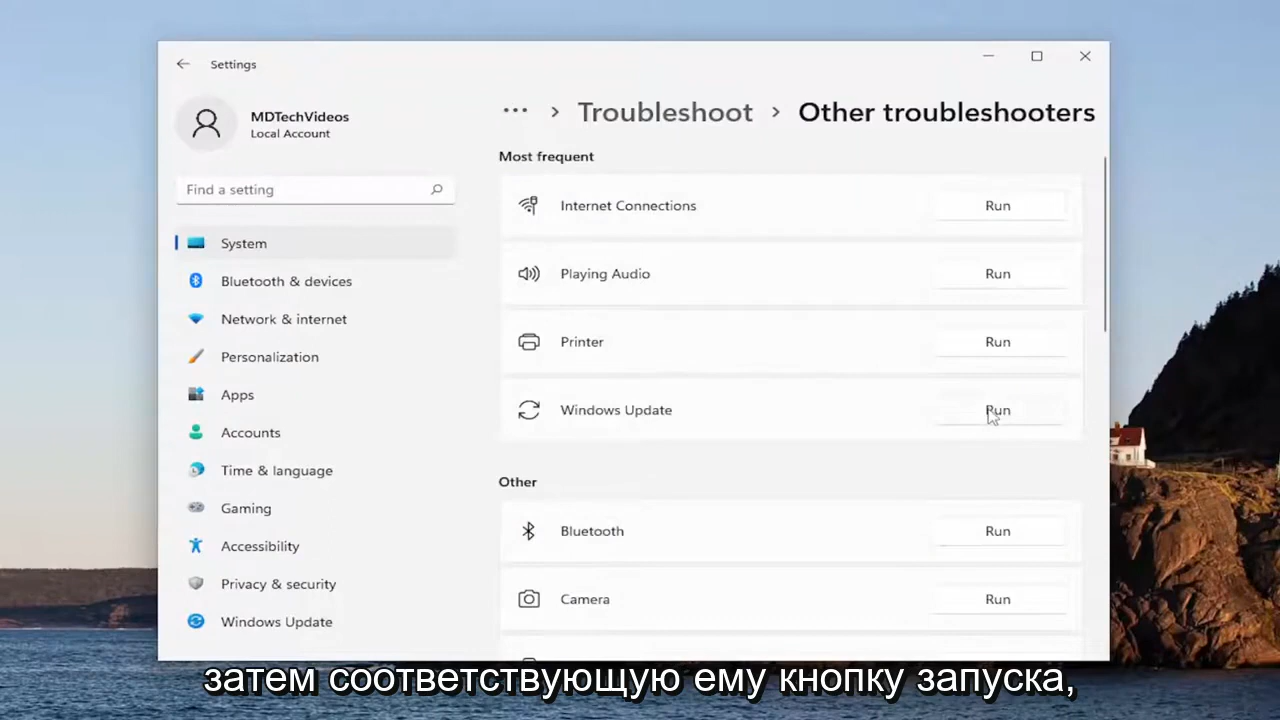 Settings
MDTechVideos
Local Account
Find a setting
System
Bluetooth & devices
Network & internet
Personalization
Apps
Accounts
Time & language
Gaming
Accessibility
Privacy & security
Windows Update
... > Troubleshoot > Other troubleshooters
Most frequent
Internet Connections Run
Playing Audio Run
Printer Run
Windows Update Run
Other
Bluetooth Run
Camera Run
затем соответствующую ему кнопку запуска,